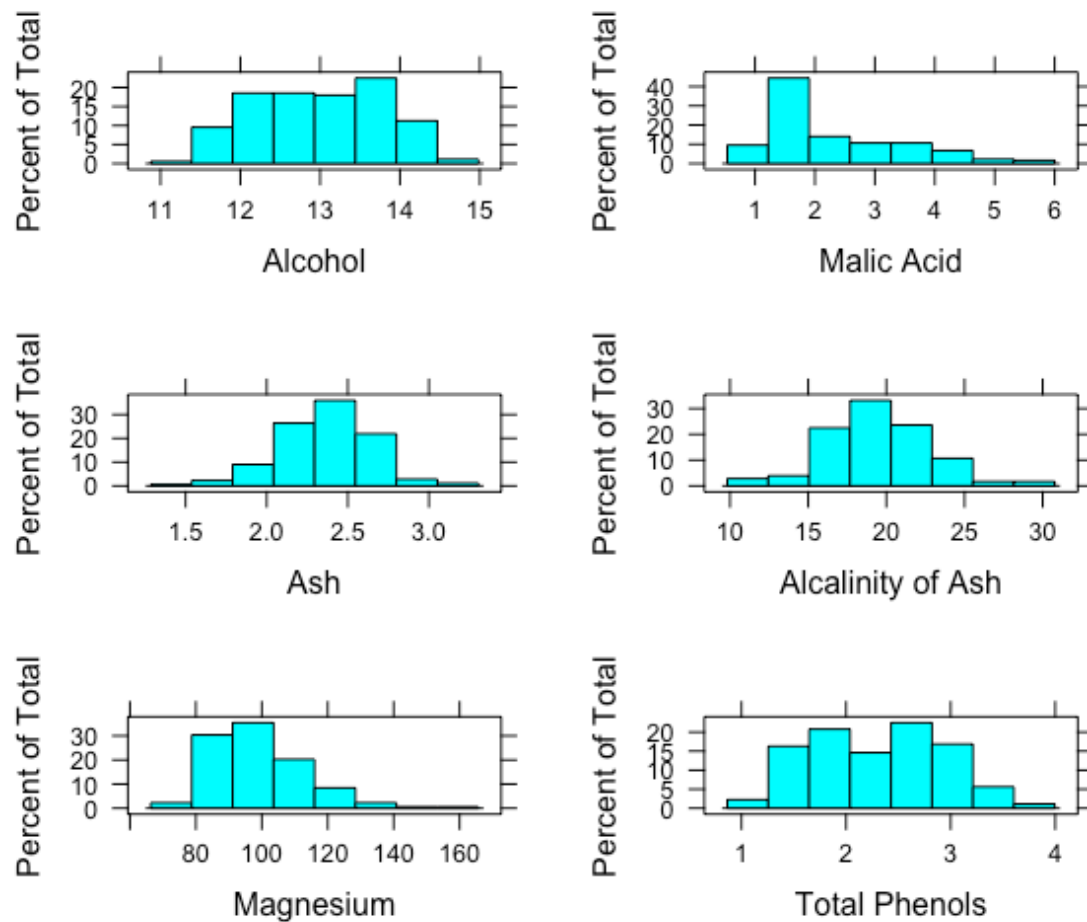 Percent of Total
20
15
10
5
0
11 12 13 14 15
Alcohol
Percent of Total
40
30
20
10
0
1 2 3 4 5 6
Malic Acid
Percent of Total
30
20
10
0
1.5 2.0 2.5 3.0
Ash
Percent of Total
30
20
10
0
10 15 20 25 30
Alcalinity of Ash
Percent of Total
30
20
10
0
80 100 120 140 160
Magnesium
Percent of Total
20
15
10
5
0
1 2 3 4
Total Phenols